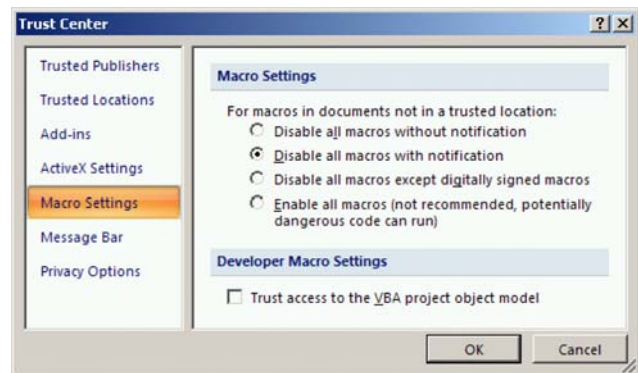 Trust Center
Trusted Publishers
Trusted Locations
Add-ins
ActiveX Settings
Macro Settings
Message Bar
Privacy Options
Macro Settings
For macros in documents not in a trusted location:
Disable all macros without notification
Disable all macros with notification
Disable all macros except digitally signed macros
Enable all macros (not recommended, potentially
dangerous code can run)
Developer Macro Settings
Trust access to the VBA project object model
OK Cancel